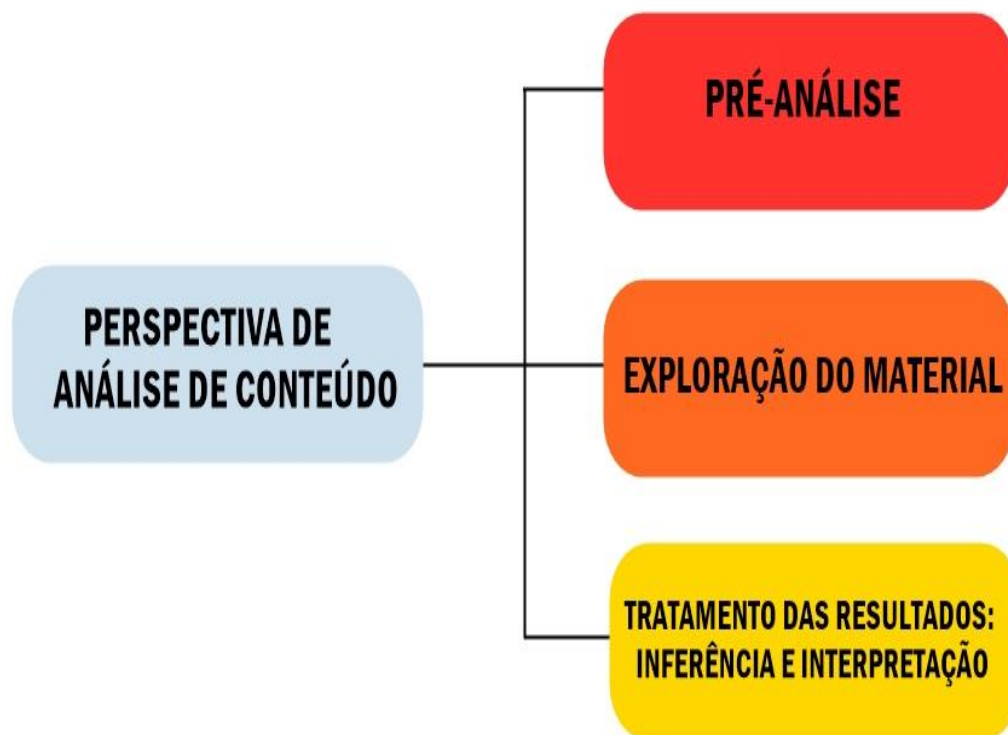 PERSPECTIVA DE
ANÁLISE DE CONTEÚDO
PRÉ-ANÁLISE
EXPLORAÇÃO DO MATERIAL
TRATAMENTO DAS RESULTADOS:
INFERÊNCIA E INTERPRETAÇÃO